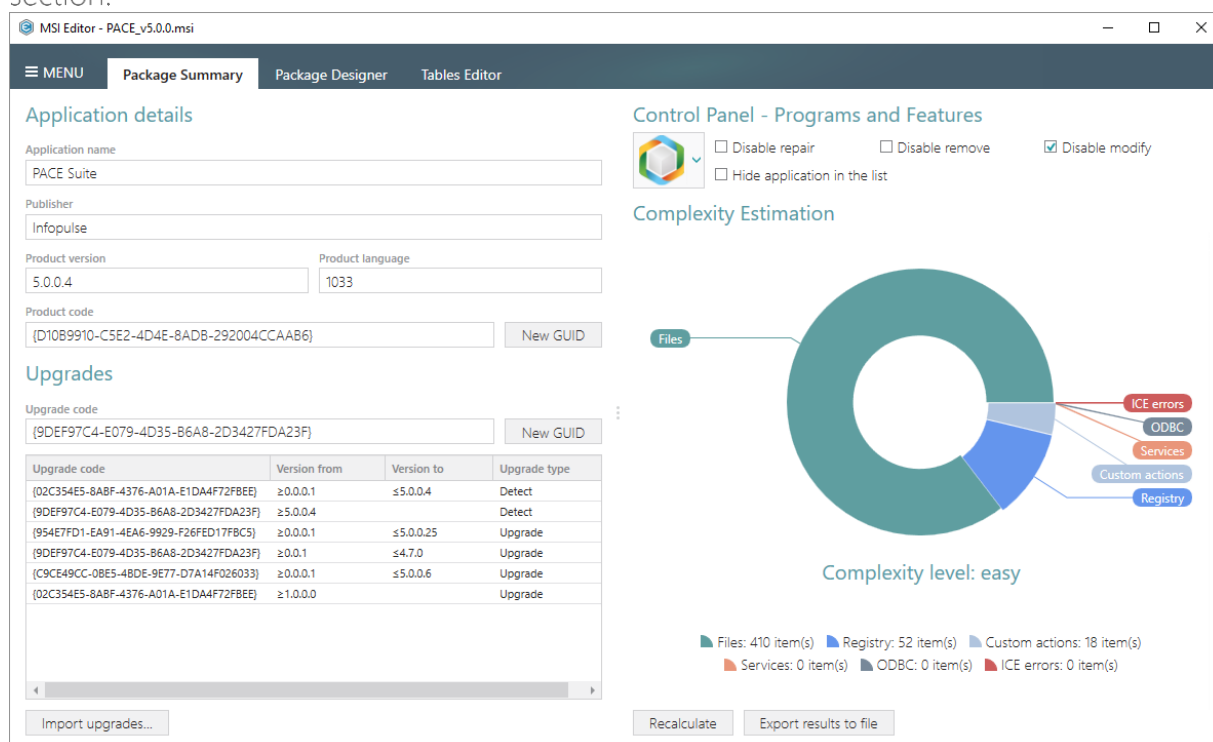 section.
MSI Editor - PACE_v5.0.0.msi
MENU Package Summary Package Designer Tables Editor
Application details
Application name
PACE Suite
Publisher
Infopulse
Product version Product language
5.0.0.4 1033
Product code
{D10B9910-C5E2-4D4E-8ADB-292004CCAAB6} New GUID
Upgrades
Upgrade code
{9DEF97C4-E079-4D35-B6A8-2D3427FDA23F} New GUID
Upgrade code Version from Version to Upgrade type
{02C354E5-8ABF-4376-A01A-E1DA4F72FBEE} ≥0.0.0.1 ≤5.0.0.4 Detect
{9DEF97C4-E079-4D35-B6A8-2D3427FDA23F} ≥5.0.0.4 Detect
{954E7FD1-EA91-4EA6-9929-F26FED17FBC5} ≥0.0.0.1 ≤5.0.0.25 Upgrade
{9DEF97C4-E079-4D35-B6A8-2D3427FDA23F} ≥0.0.1 ≤4.7.0 Upgrade
{C9CE49CC-0BE5-4BDE-9E77-D7A14F026033} ≥0.0.0.1 ≤5.0.0.6 Upgrade
{02C354E5-8ABF-4376-A01A-E1DA4F72FBEE} ≥1.0.0.0 Upgrade
Import upgrades...
Control Panel - Programs and Features
Disable repair Disable remove Disable modify
Hide application in the list
Complexity Estimation
Files
ICE errors
ODBC
Services
Custom actions
Registry
Complexity level: easy
Files: 410 item(s) Registry: 52 item(s) Custom actions: 18 item(s)
Services: 0 item(s) ODBC: 0 item(s) ICE errors: 0 item(s)
Recalculate Export results to file